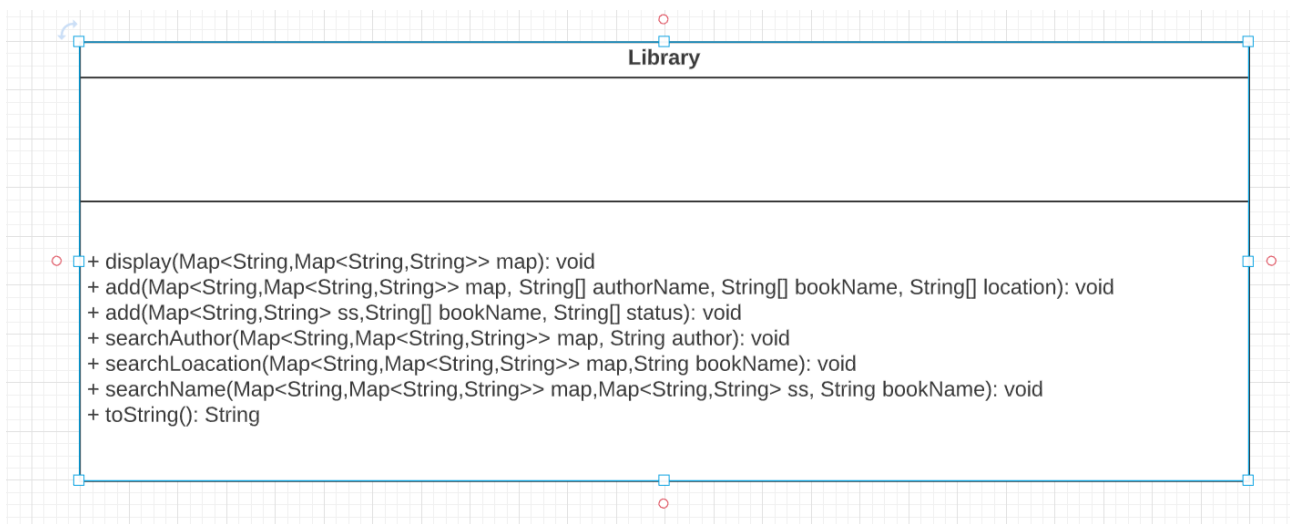 Library
+ display(Map<String,Map<String,String>> map): void
+ add(Map<String,Map<String,String>> map, String[] authorName, String[] bookName, String[] location): void
+ add(Map<String,String> ss,String[] bookName, String[] status): void
+ searchAuthor(Map<String,Map<String,String>> map, String author): void
+ searchLoacation(Map<String,Map<String,String>> map,String bookName): void
+ searchName(Map<String,Map<String,String>> map,Map<String,String> ss, String bookName): void
+ toString(): String